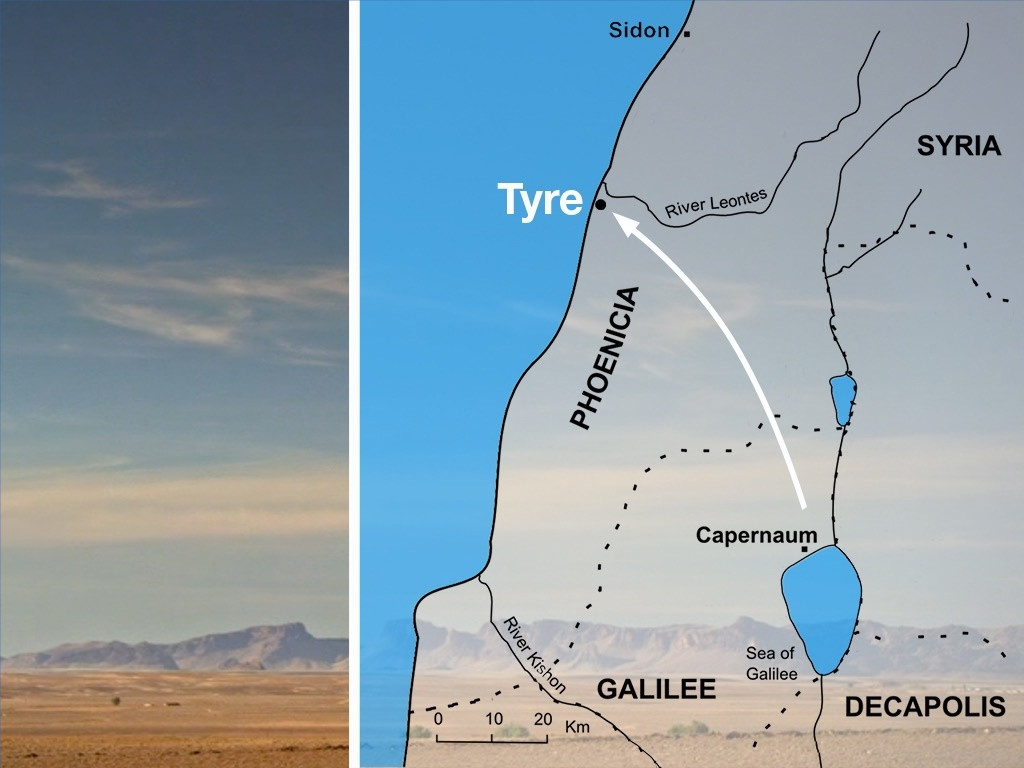 Sidon
SYRIA
Tyre
River Leontes
PHOENICIA
Capernaum
River Kishon
Sea of
Galilee
GALILEE
DECAPOLIS
0 10 20 Km